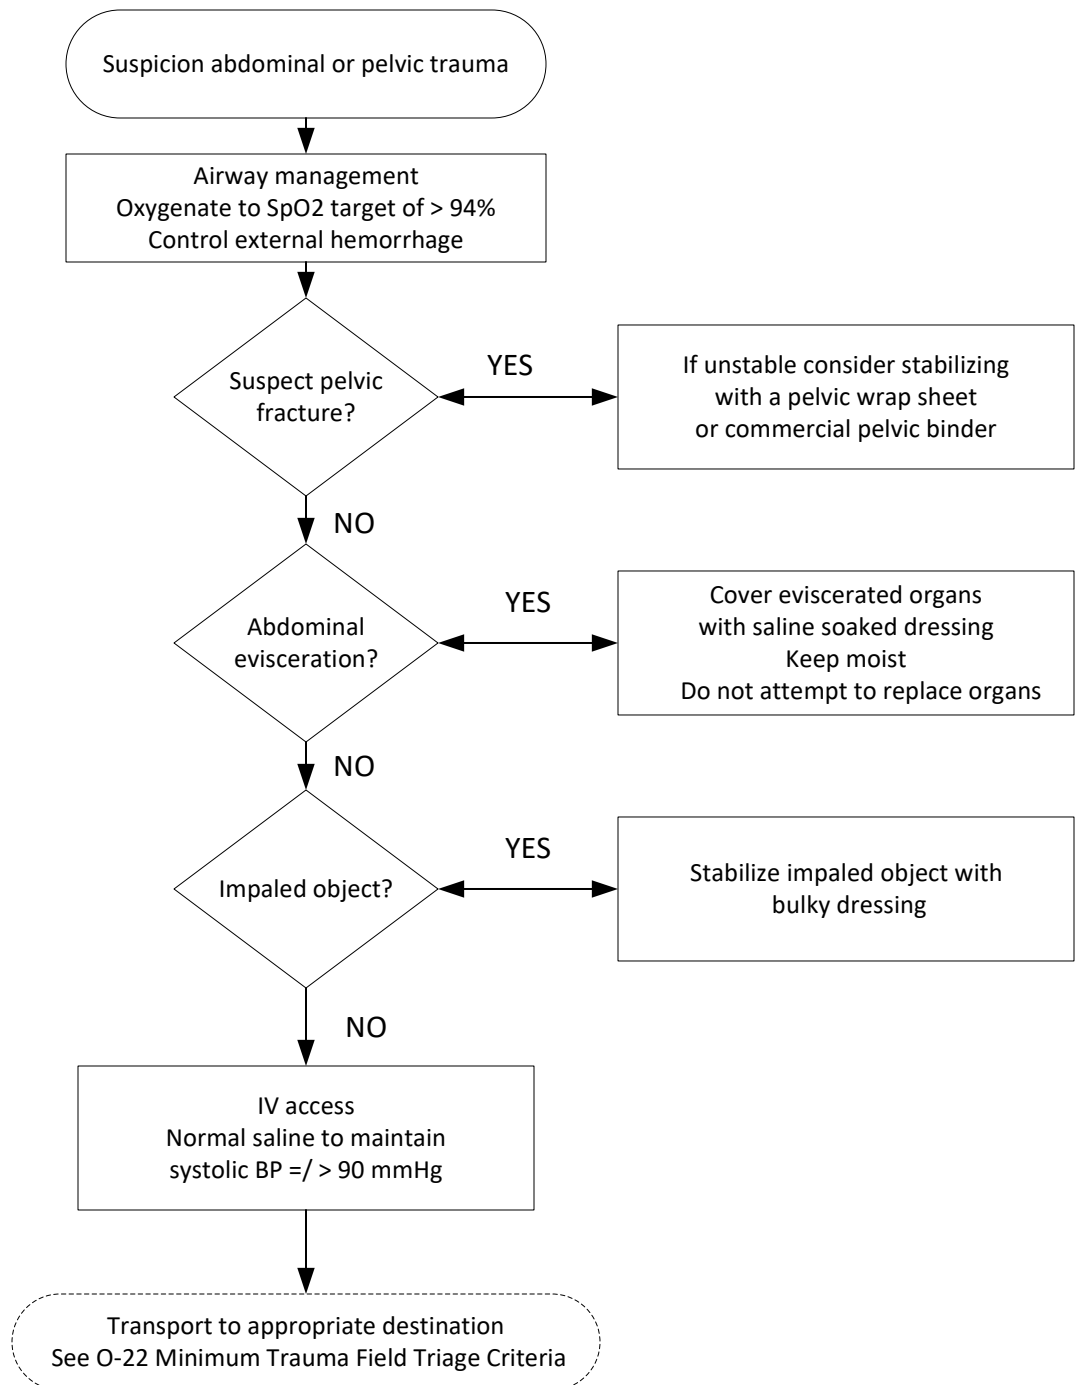 Suspicion abdominal or pelvic trauma
Airway management
Oxygenate to SpO2 target of > 94%
Control external hemorrhage
Suspect pelvic
fracture?
YES
If unstable consider stabilizing
with a pelvic wrap sheet
or commercial pelvic binder
NO
Abdominal
evisceration?
YES
Cover eviscerated organs
with saline soaked dressing
Keep moist
Do not attempt to replace organs
NO
Impaled object?
YES
Stabilize impaled object with
bulky dressing
NO
IV access
Normal saline to maintain
systolic BP =/ > 90 mmHg
Transport to appropriate destination
See O-22 Minimum Trauma Field Triage Criteria